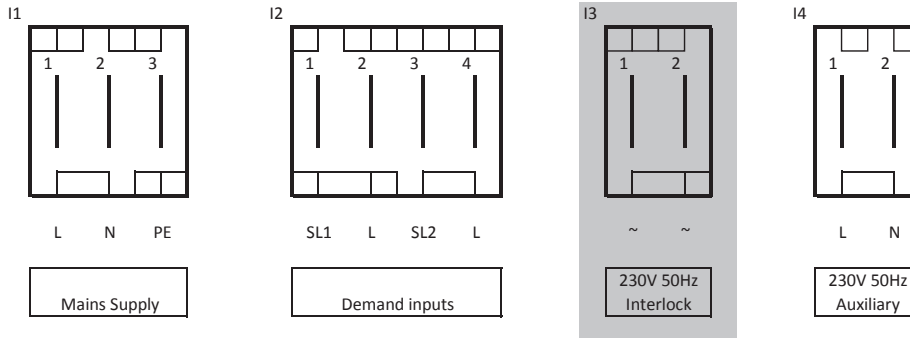 I1 I2 I3 I4
1 2 3 1 2 3 4 1 2 1 2
L N PE SL1 L SL2 L ~ ~ L N
Mains Supply Demand inputs 230V 50Hz Interlock 230V 50Hz Auxiliary